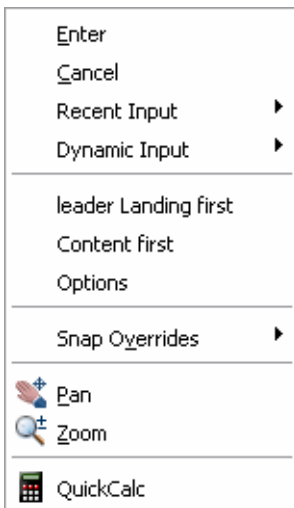 Enter
Cancel
Recent Input
Dynamic Input
leader Landing first
Content first
Options
Snap Overrides
Pan
Zoom
QuickCalc